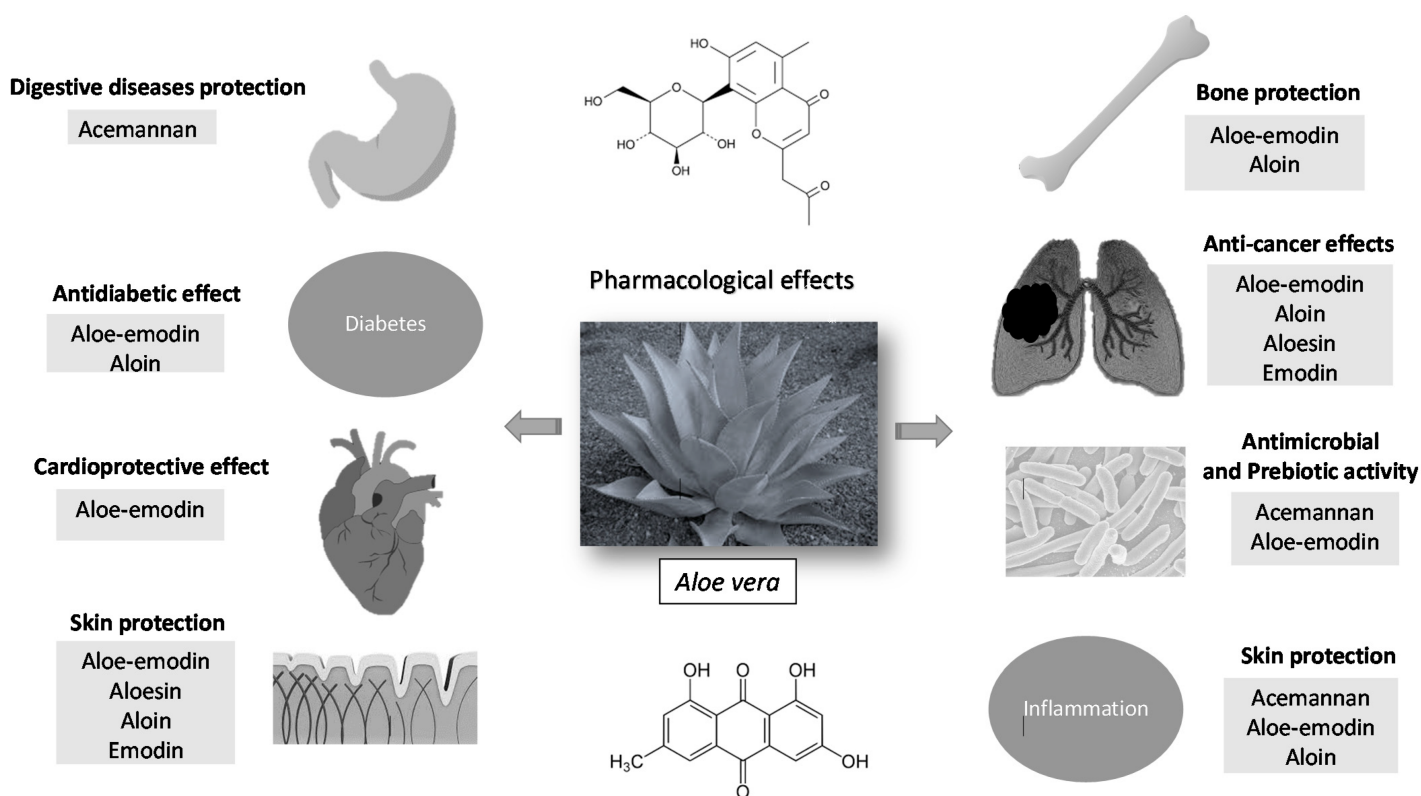 Digestive diseases protection
Acemannan
Antidiabetic effect
Aloe-emodin
Aloin
Diabetes
Cardioprotective effect
Aloe-emodin
Skin protection
Aloe-emodin
Aloesin
Aloin
Emodin
HO
O
HO
O
O
HO
OH
OH
O
Pharmacological effects
Aloe vera
OH
O
OH
H₃C
OH
O
Bone protection
Aloe-emodin
Aloin
Anti-cancer effects
Aloe-emodin
Aloin
Aloesin
Emodin
Antimicrobial
and Prebiotic activity
Acemannan
Aloe-emodin
Inflammation
Skin protection
Acemannan
Aloe-emodin
Aloin